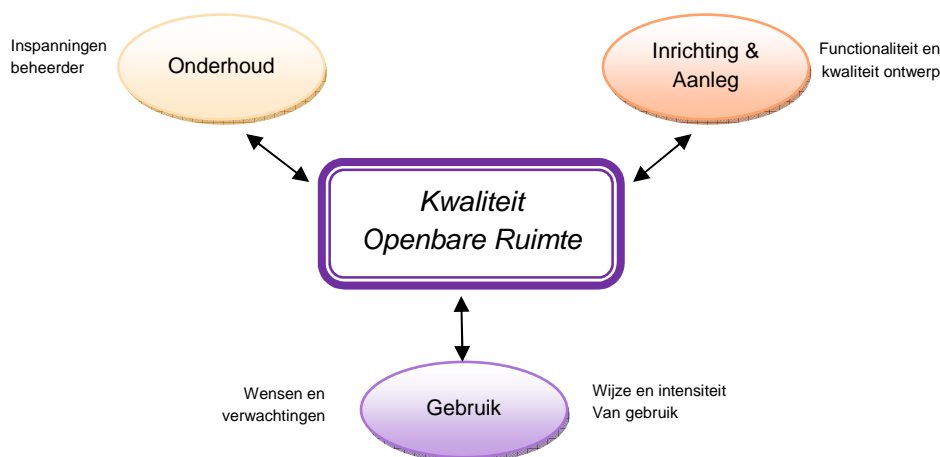 Inspanningen
beheerder
Onderhoud
Inrichting &
Aanleg
Functionaliteit en
kwaliteit ontwerp
Kwaliteit
Openbare Ruimte
Wensen en
verwachtingen
Gebruik
Wijze en intensiteit
Van gebruik